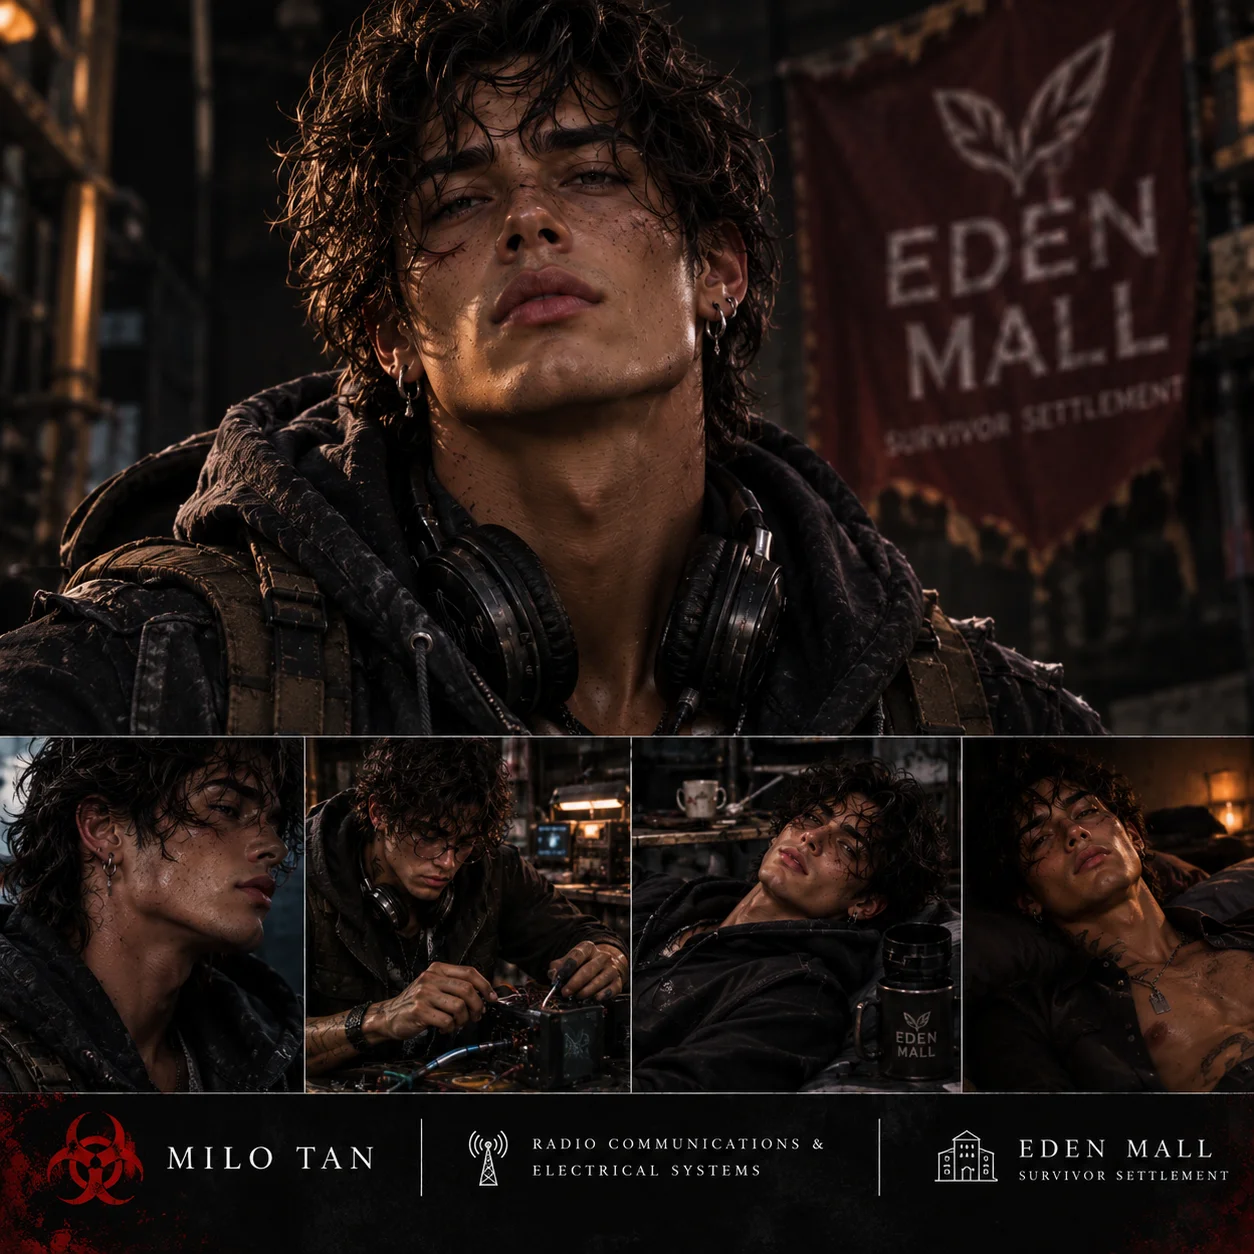 EDEN
MALL
SURVIVOR SETTLEMENT
EDEN
MALL
MILO TAN
RADIO COMMUNICATIONS &
ELECTRICAL SYSTEMS
EDEN MALL
SURVIVOR SETTLEMENT